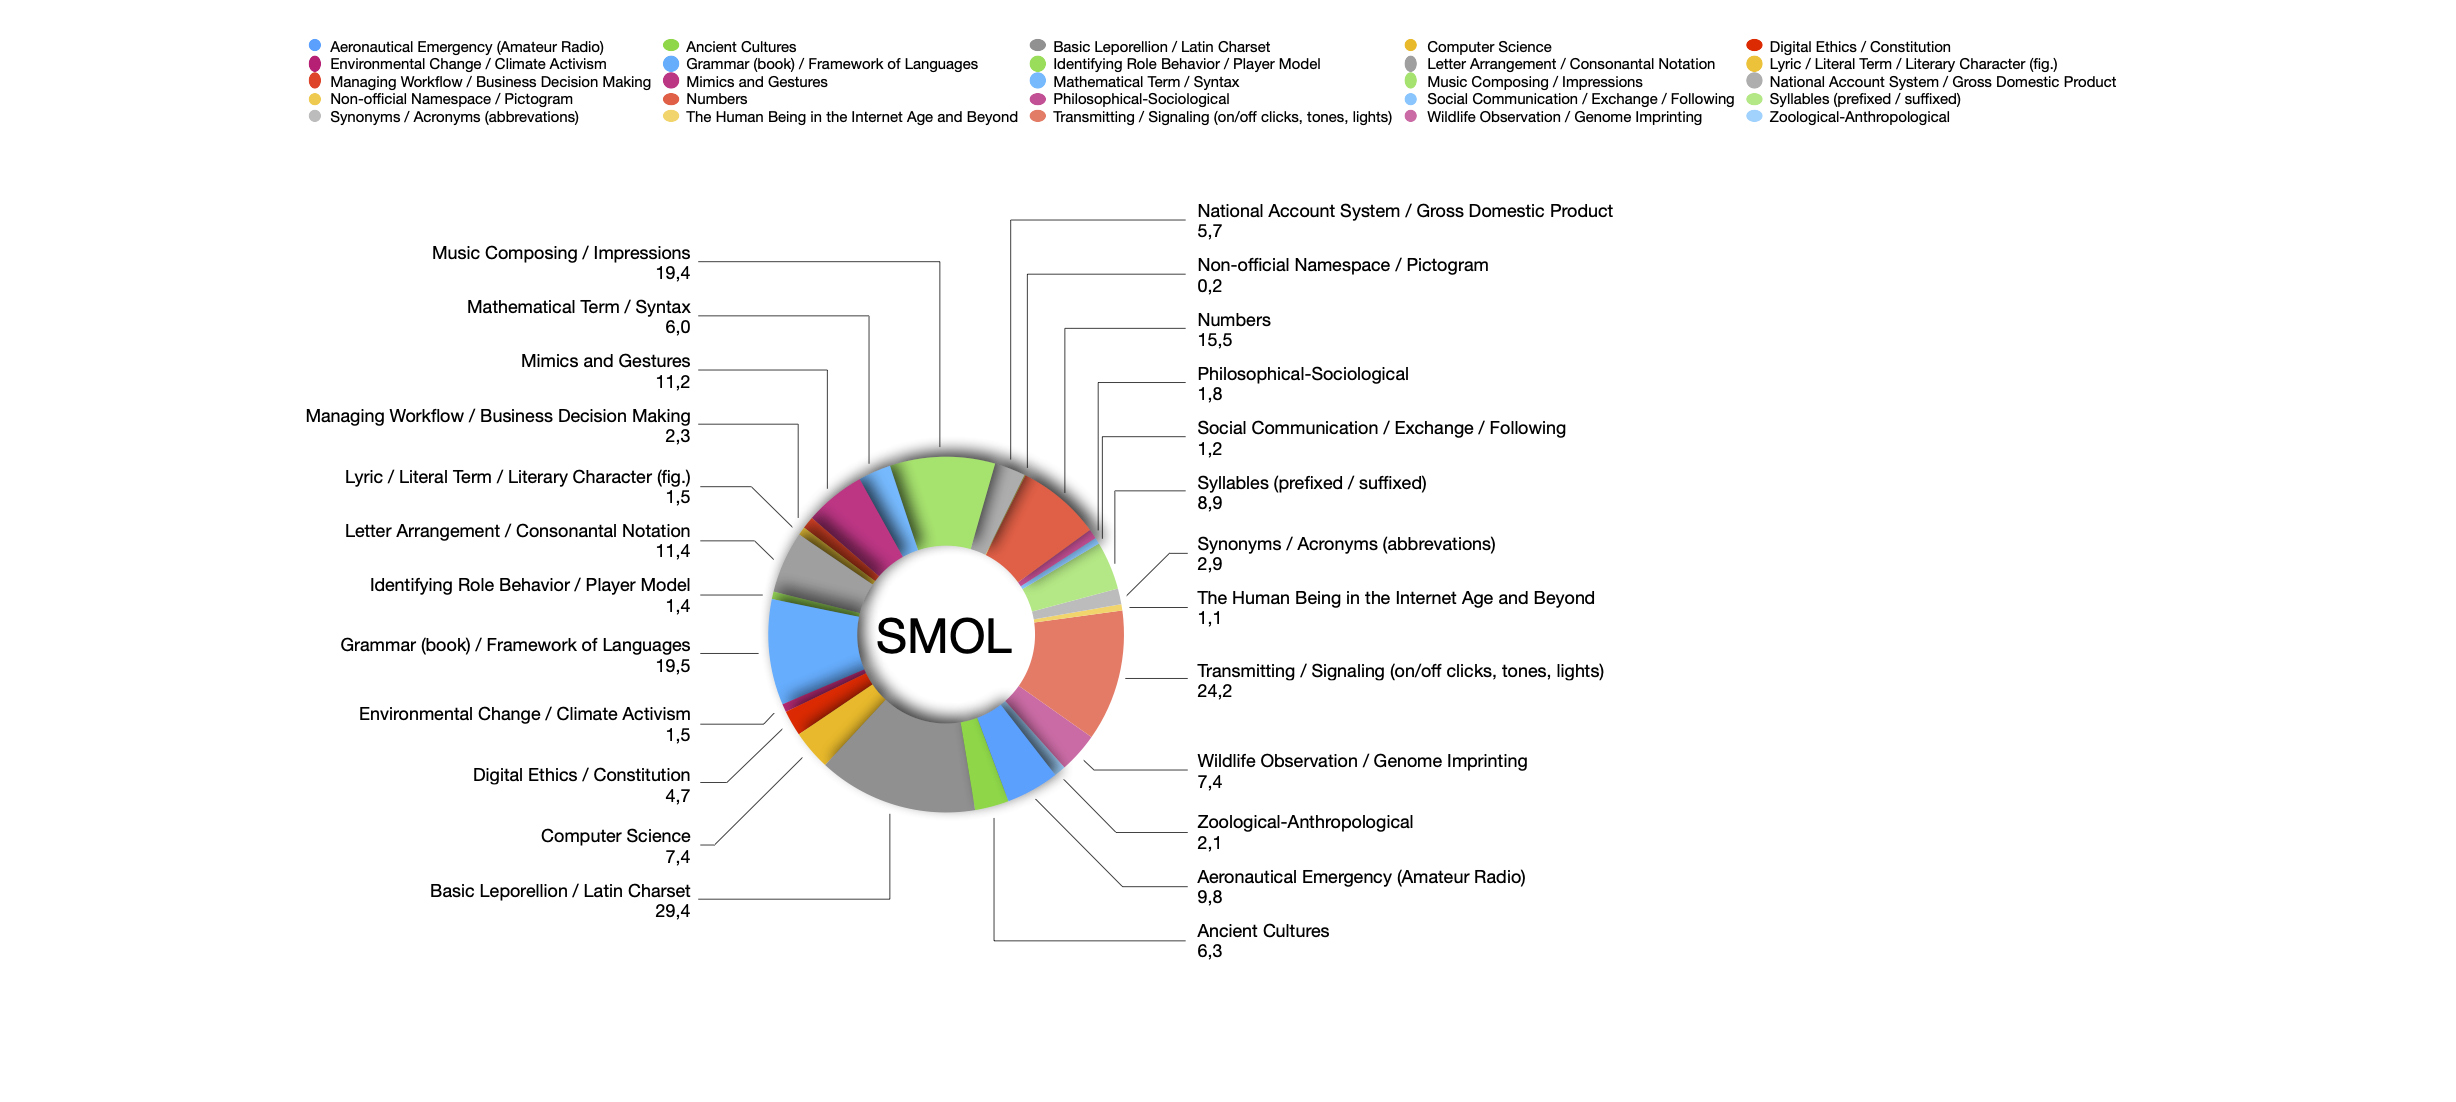 Aeronautical Emergency (Amateur Radio)
Ancient Cultures
Basic Leporellion / Latin Charset
Computer Science
Digital Ethics / Constitution
Environmental Change / Climate Activism
Grammar (book) / Framework of Languages
Identifying Role Behavior / Player Model
Letter Arrangement / Consonantal Notation
Lyric / Literal Term / Literary Character (fig.)
Managing Workflow / Business Decision Making
Mimics and Gestures
Mathematical Term / Syntax
Music Composing / Impressions
National Account System / Gross Domestic Product
Non-official Namespace / Pictogram
Numbers
Philosophical-Sociological
Social Communication / Exchange / Following
Syllables (prefixed / suffixed)
Synonyms / Acronyms (abbrevations)
The Human Being in the Internet Age and Beyond
Transmitting / Signaling (on/off clicks, tones, lights)
Wildlife Observation / Genome Imprinting
Zoological-Anthropological
Music Composing / Impressions
19,4
Mathematical Term / Syntax
6,0
Mimics and Gestures
11,2
Managing Workflow / Business Decision Making
2,3
Lyric / Literal Term / Literary Character (fig.)
1,5
Letter Arrangement / Consonantal Notation
11,4
Identifying Role Behavior / Player Model
1,4
Grammar (book) / Framework of Languages
19,5
Environmental Change / Climate Activism
1,5
Digital Ethics / Constitution
4,7
Computer Science
7,4
Basic Leporellion / Latin Charset
29,4
SMOL
National Account System / Gross Domestic Product
5,7
Non-official Namespace / Pictogram
0,2
Numbers
15,5
Philosophical-Sociological
1,8
Social Communication / Exchange / Following
1,2
Syllables (prefixed / suffixed)
8,9
Synonyms / Acronyms (abbrevations)
2,9
The Human Being in the Internet Age and Beyond
1,1
Transmitting / Signaling (on/off clicks, tones, lights)
24,2
Wildlife Observation / Genome Imprinting
7,4
Zoological-Anthropological
2,1
Aeronautical Emergency (Amateur Radio)
9,8
Ancient Cultures
6,3